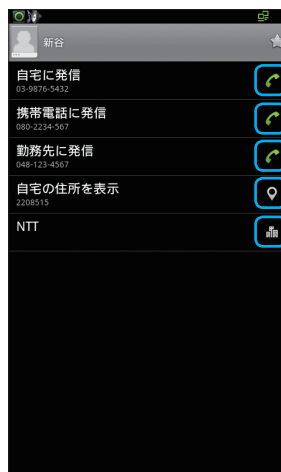 新谷
自宅に発信
03-9876-5432
携帯電話に発信
080-2234-567
勤務先に発信
048-123-4567
自宅の住所を表示
2208515
NTT